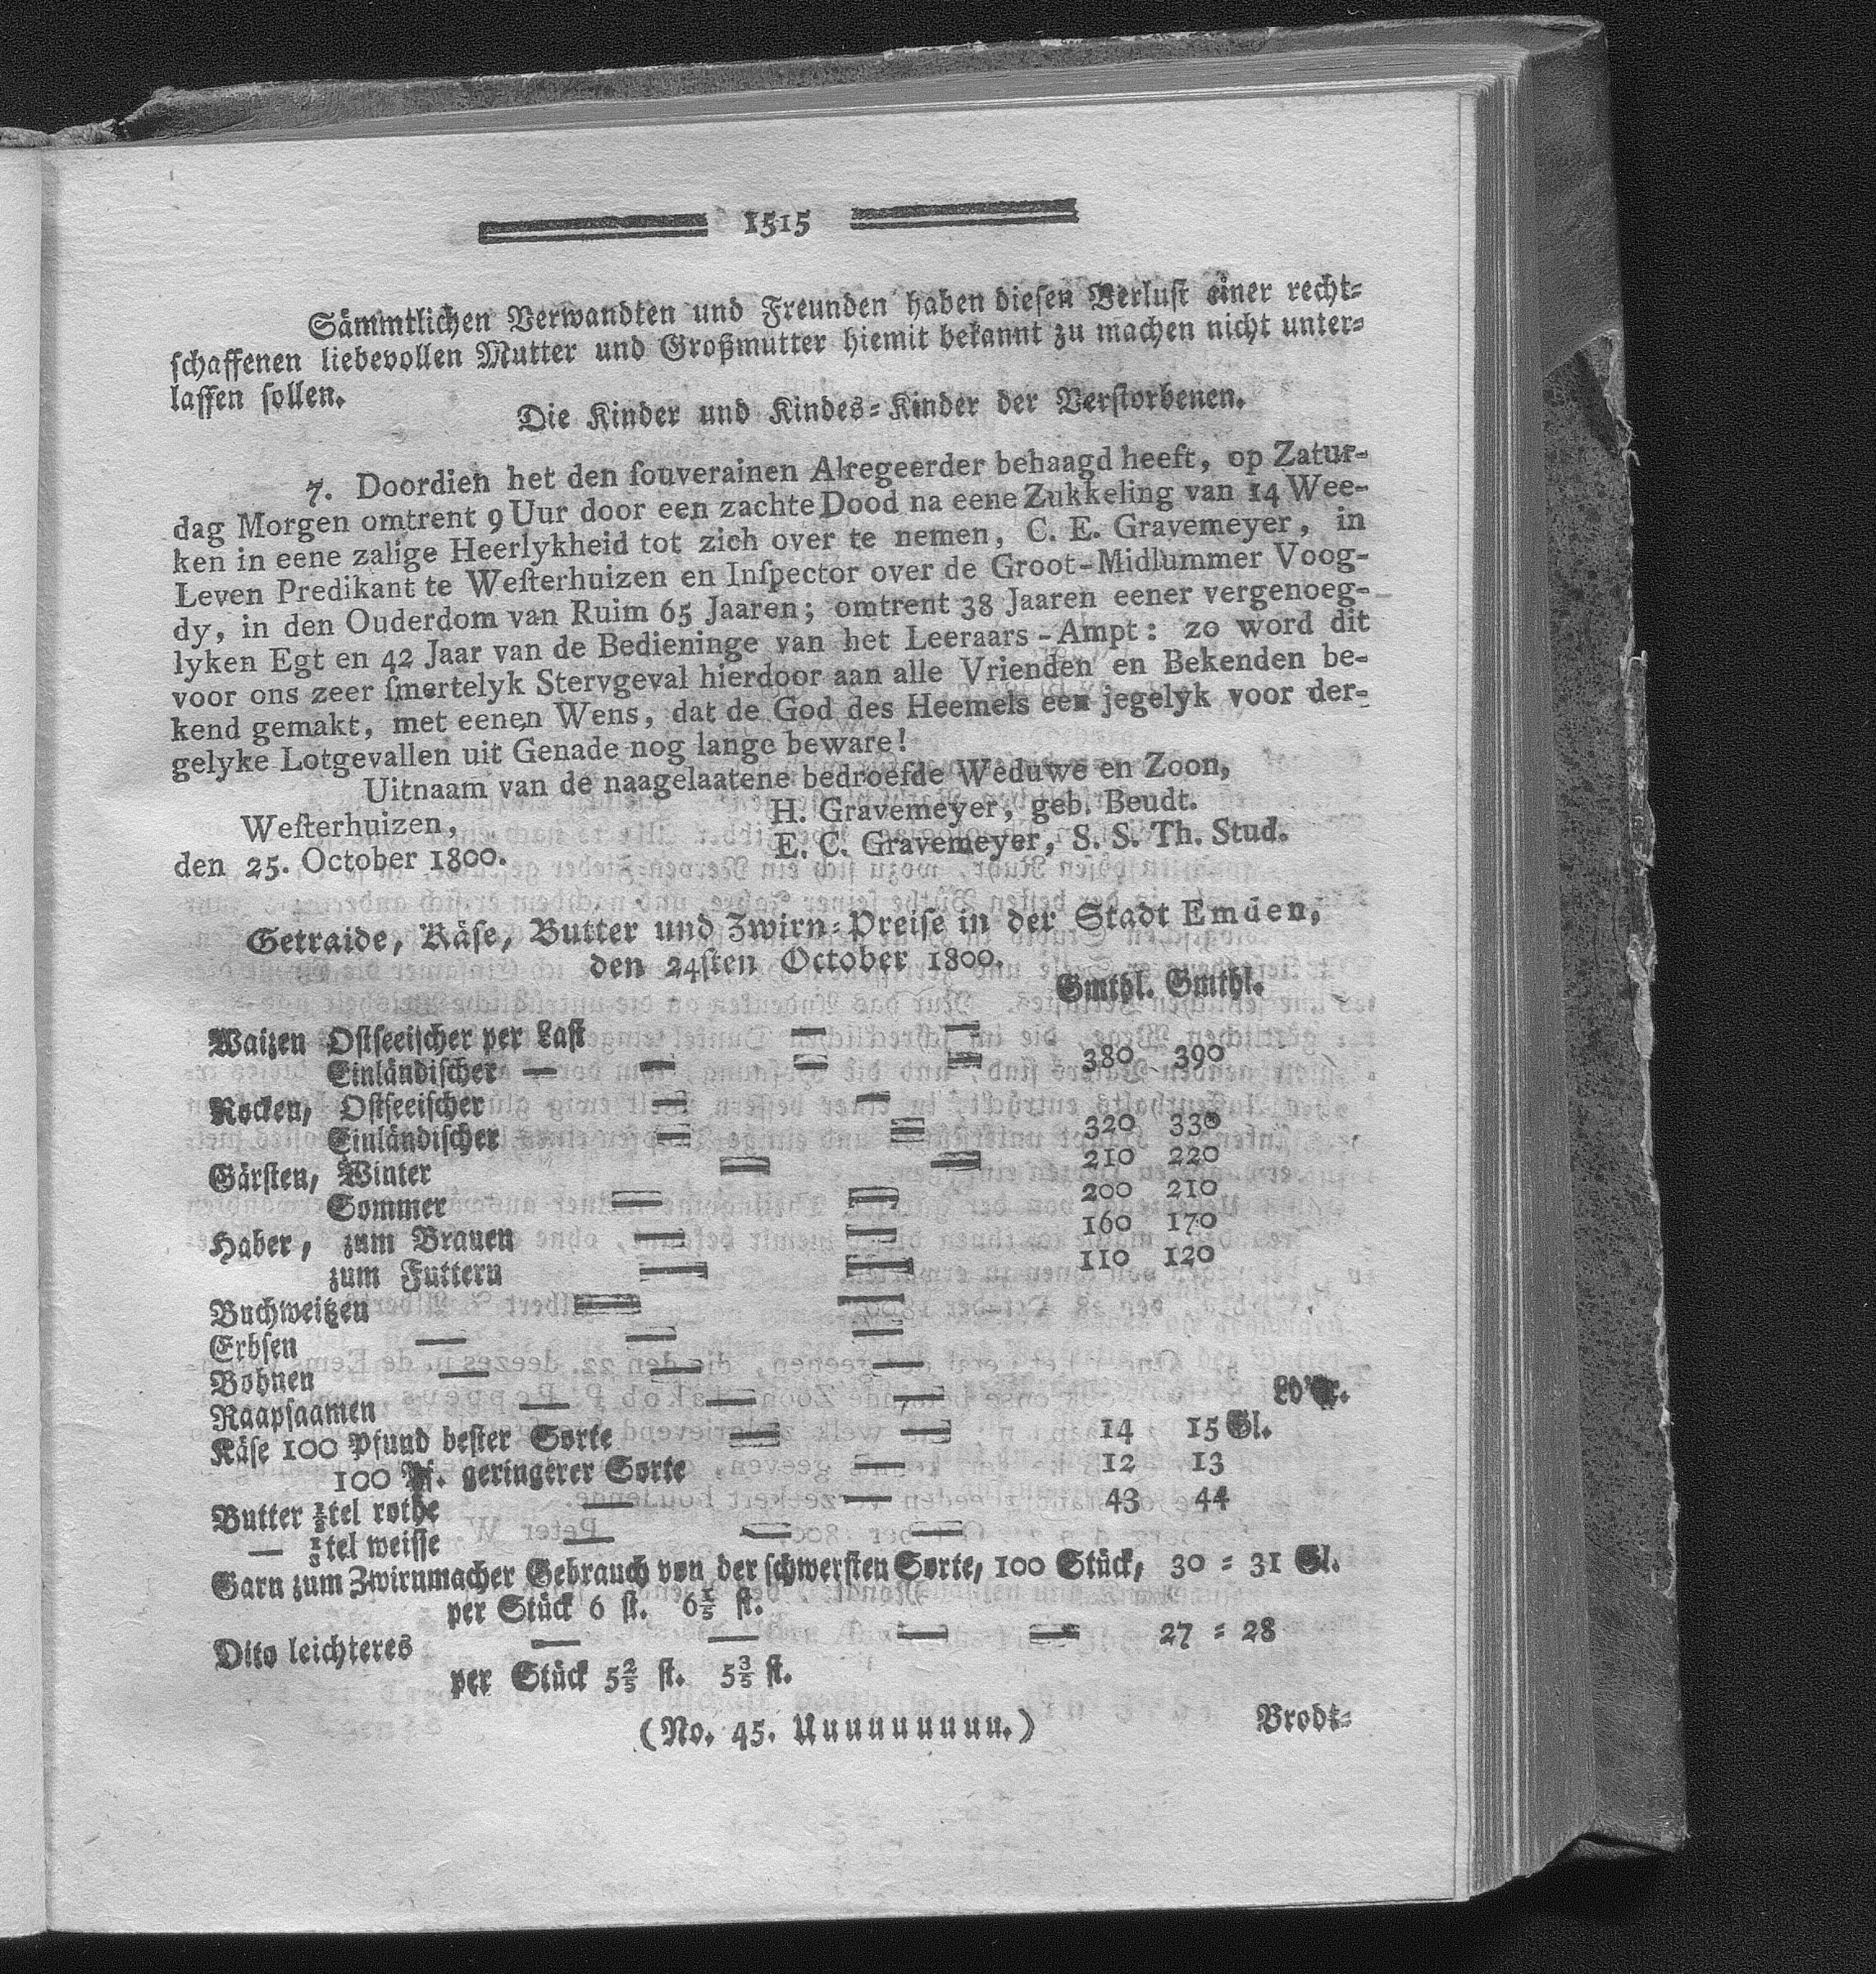 1515
Sämmtlichen Verwandten und Freunden haben diesen Verlust einer recht-
schaffenen liebevollen Mutter und Großmutter hiemit bekannt zu machen nicht unter-
lassen sollen.
Die Kinder und Kindes-Kinder der Verstorbenen.
7. Doordien het den souverainen Alregeerder behaagd heeft, op Zatur-
dag Morgen omtrent 9 Uur door een zachte Dood na eene Zukkeling van 14 Wee-
ken in eene zalige Heerlykheid tot zich over te nemen, C. E. Gravemeyer, in
Leven Predikant te Westerhuizen en Inspector over de Groot-Midlummer Voog-
dy, in den Ouderdom van Ruim 65 Jaaren; omtrent 38 Jaaren eener vergenoeg-
lyken Egt en 42 Jaar van de Bedieninge van het Leeraars-Ampt: zo word dit
voor ons zeer smertelyk Stervgeval hierdoor aan alle Vrienden en Bekenden be-
kend gemakt, met eenen Wens, dat de God des Heemels een jegelyk voor der-
gelyke Lotgevallen uit Genade nog lange beware!
Uitnaam van de naagelaatene bedroefde Weduwe en Zoon,
Westerhuizen, H. Gravemeyer, geb. Beudt.
den 25. October 1800. E. C. Gravemeyer, S. S. Th. Stud.
Getraide, Käse, Butter und Zwirn-Preise in der Stadt Emden,
den 24sten October 1800.
Gmthl. Gmthl.
Waizen Ostseeischer per Last — —
Einländischer — — — — 380 390
Rocken, Ostseeischer — —
Einländischer — — 320 330
Gärsten, Winter — — 210 220
Sommer — — 200 210
Haber, zum Brauen — — 160 170
zum Futtern — — 110 120
Buchweitzen — —
Erbsen — — —
Bohnen — — —
Raapsaamen — — — Ld'or.
Käse 100 Pfund bester Sorte — — 14 15 Gl.
100 Pf. geringerer Sorte — 12 13
Butter ⅛tel rothe — — 43 44
— ⅛tel weisse — — —
Garn zum Zwirnmacher Gebrauch von der schwersten Sorte, 100 Stück, 30 = 31 Gl.
per Stück 6 st. 6⅕ st.
Dito leichteres — — — — 27 = 28
per Stück 5⅖ st. 5⅗ st.
(No. 45. Uuuuuuuuu.) Brodt-